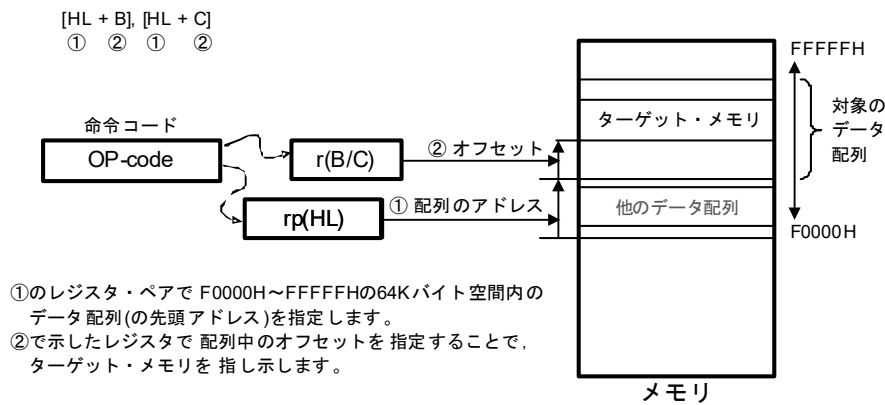 [HL + B], [HL + C]
① ② ① ②
FFFFFH
対象の
データ
配列
ターゲット・メモリ
命令コード
OP-code
r(B/C)
② オフセット
rp(HL)
① 配列のアドレス
他のデータ配列
F0000H
①のレジスタ・ペアで F0000H～FFFFFHの64Kバイト空間内の
データ配列(の先頭アドレス)を指定します。
②で示したレジスタで 配列中のオフセットを 指定することで,
ターゲット・メモリを 指し示します。
メモリ